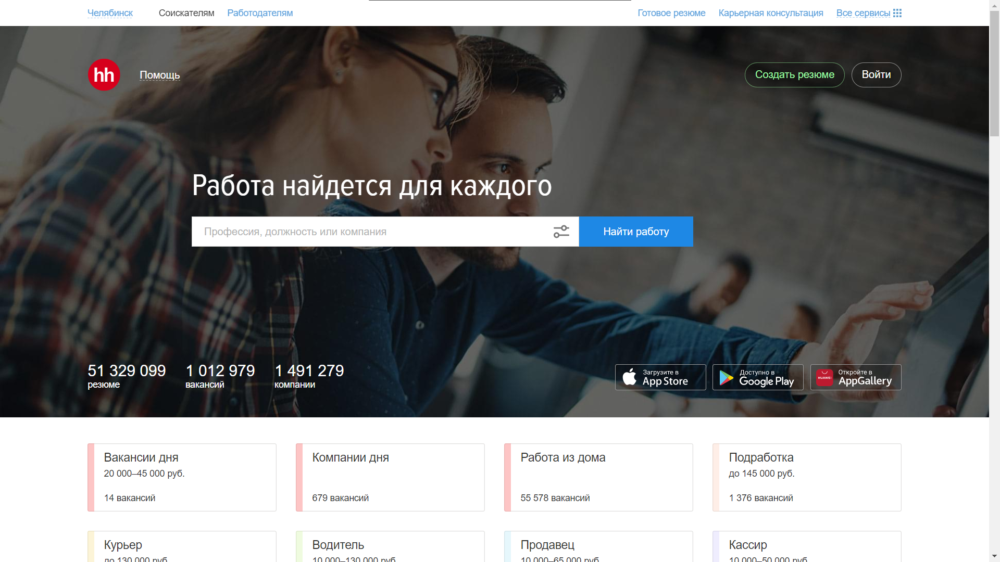 Челябинск Соискателям Работодателям Готовое резюме Карьерная консультация Все сервисы
hh Помощь Создать резюме Войти
Работа найдется для каждого
Профессия, должность или компания Найти работу
51 329 099 1 012 979 1 491 279
резюме вакансий компании
Загрузите в
App Store
Доступно в
Google Play
HUAWEI
Откройте в
AppGallery
Вакансии дня
20 000–45 000 руб.
14 вакансий
Компании дня
679 вакансий
Работа из дома
55 578 вакансий
Подработка
до 145 000 руб.
1 376 вакансий
Курьер
до 130 000 руб.
Водитель
10 000–130 000 руб.
Продавец
10 000–65 000 руб.
Кассир
10 000–50 000 руб.